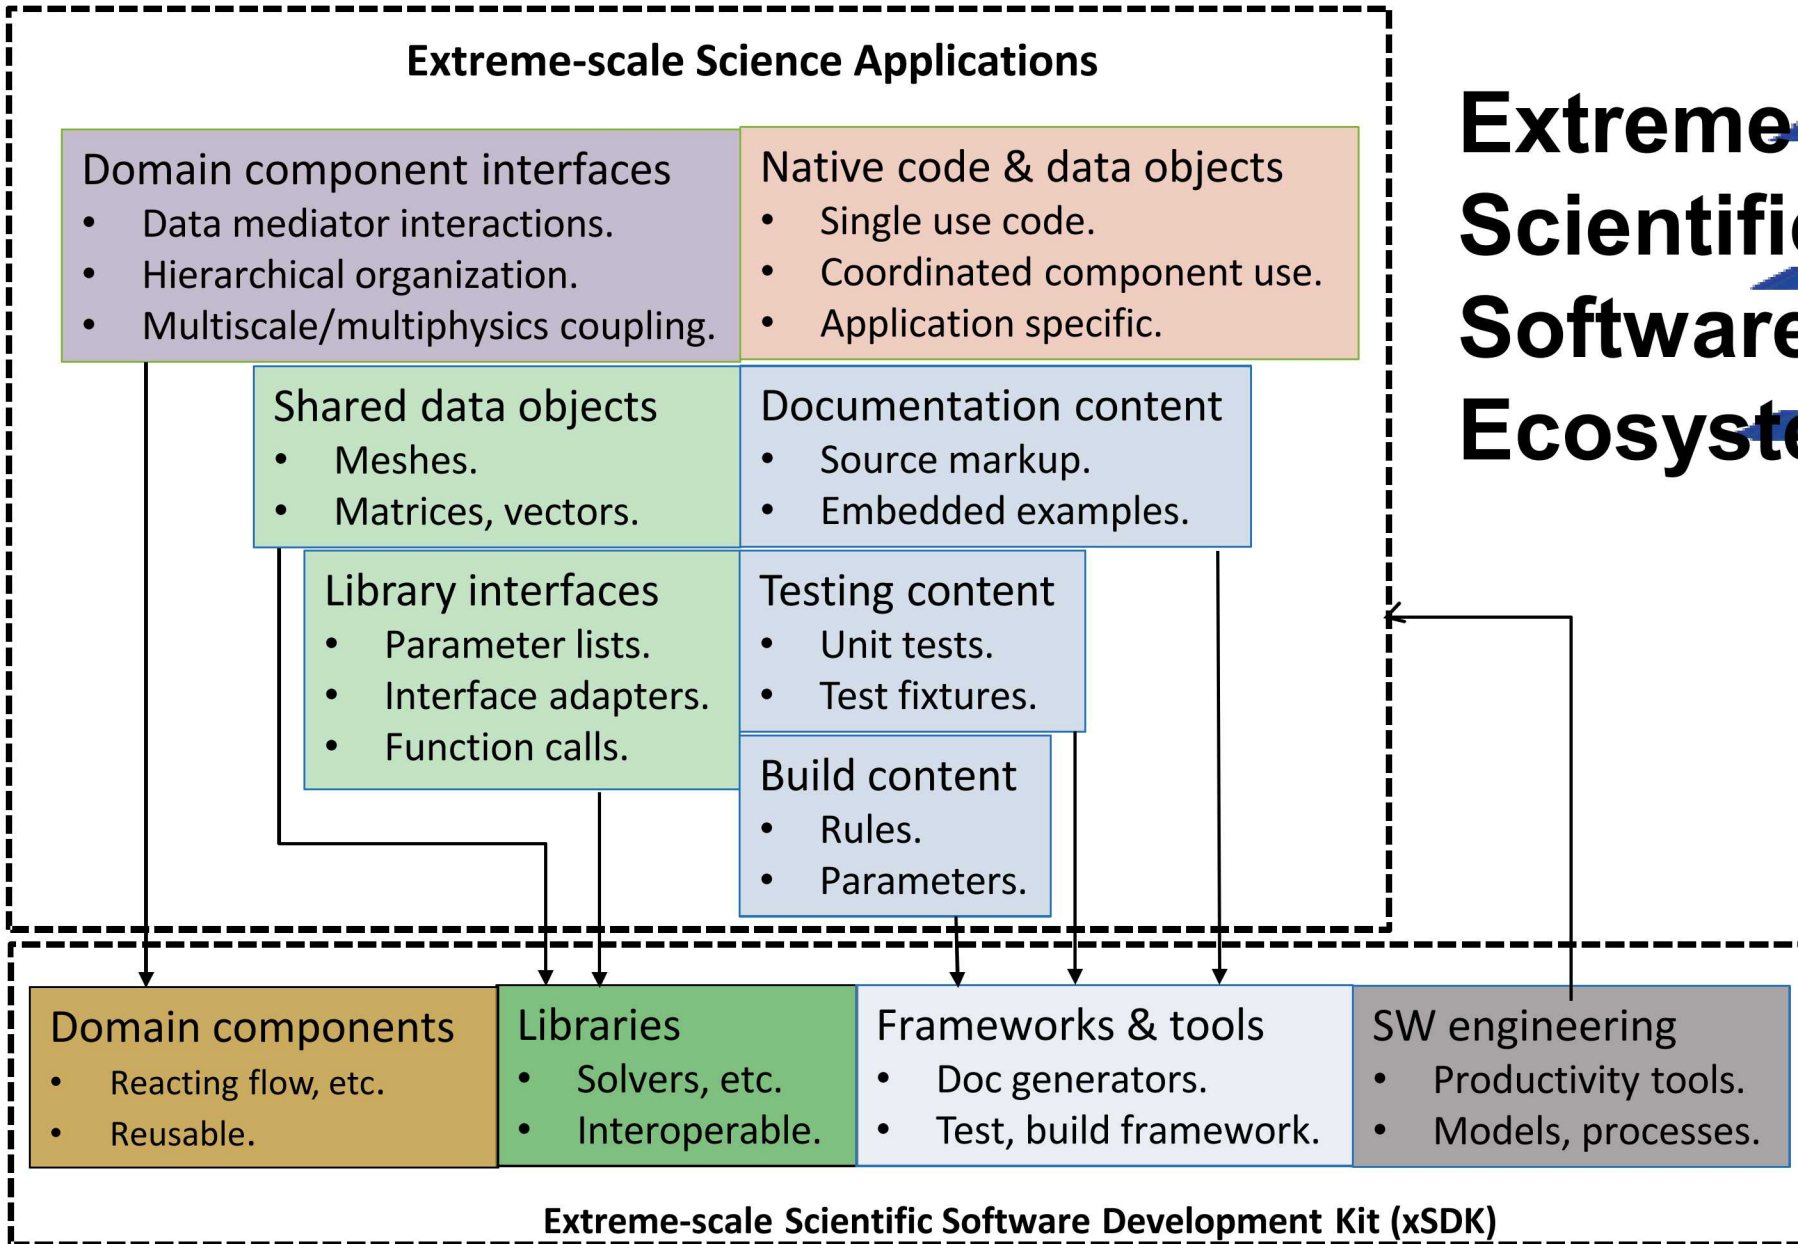 Extreme-scale Science Applications
Extreme
Scientific
Software
Ecosyste
Domain component interfaces
• Data mediator interactions.
• Hierarchical organization.
• Multiscale/multiphysics coupling.
Native code & data objects
• Single use code.
• Coordinated component use.
• Application specific.
Shared data objects
• Meshes.
• Matrices, vectors.
Documentation content
• Source markup.
• Embedded examples.
Library interfaces
• Parameter lists.
• Interface adapters.
• Function calls.
Testing content
• Unit tests.
• Test fixtures.
Build content
• Rules.
• Parameters.
Domain components
• Reacting flow, etc.
• Reusable.
Libraries
• Solvers, etc.
• Interoperable.
Frameworks & tools
• Doc generators.
• Test, build framework.
SW engineering
• Productivity tools.
• Models, processes.
Extreme-scale Scientific Software Development Kit (xSDK)